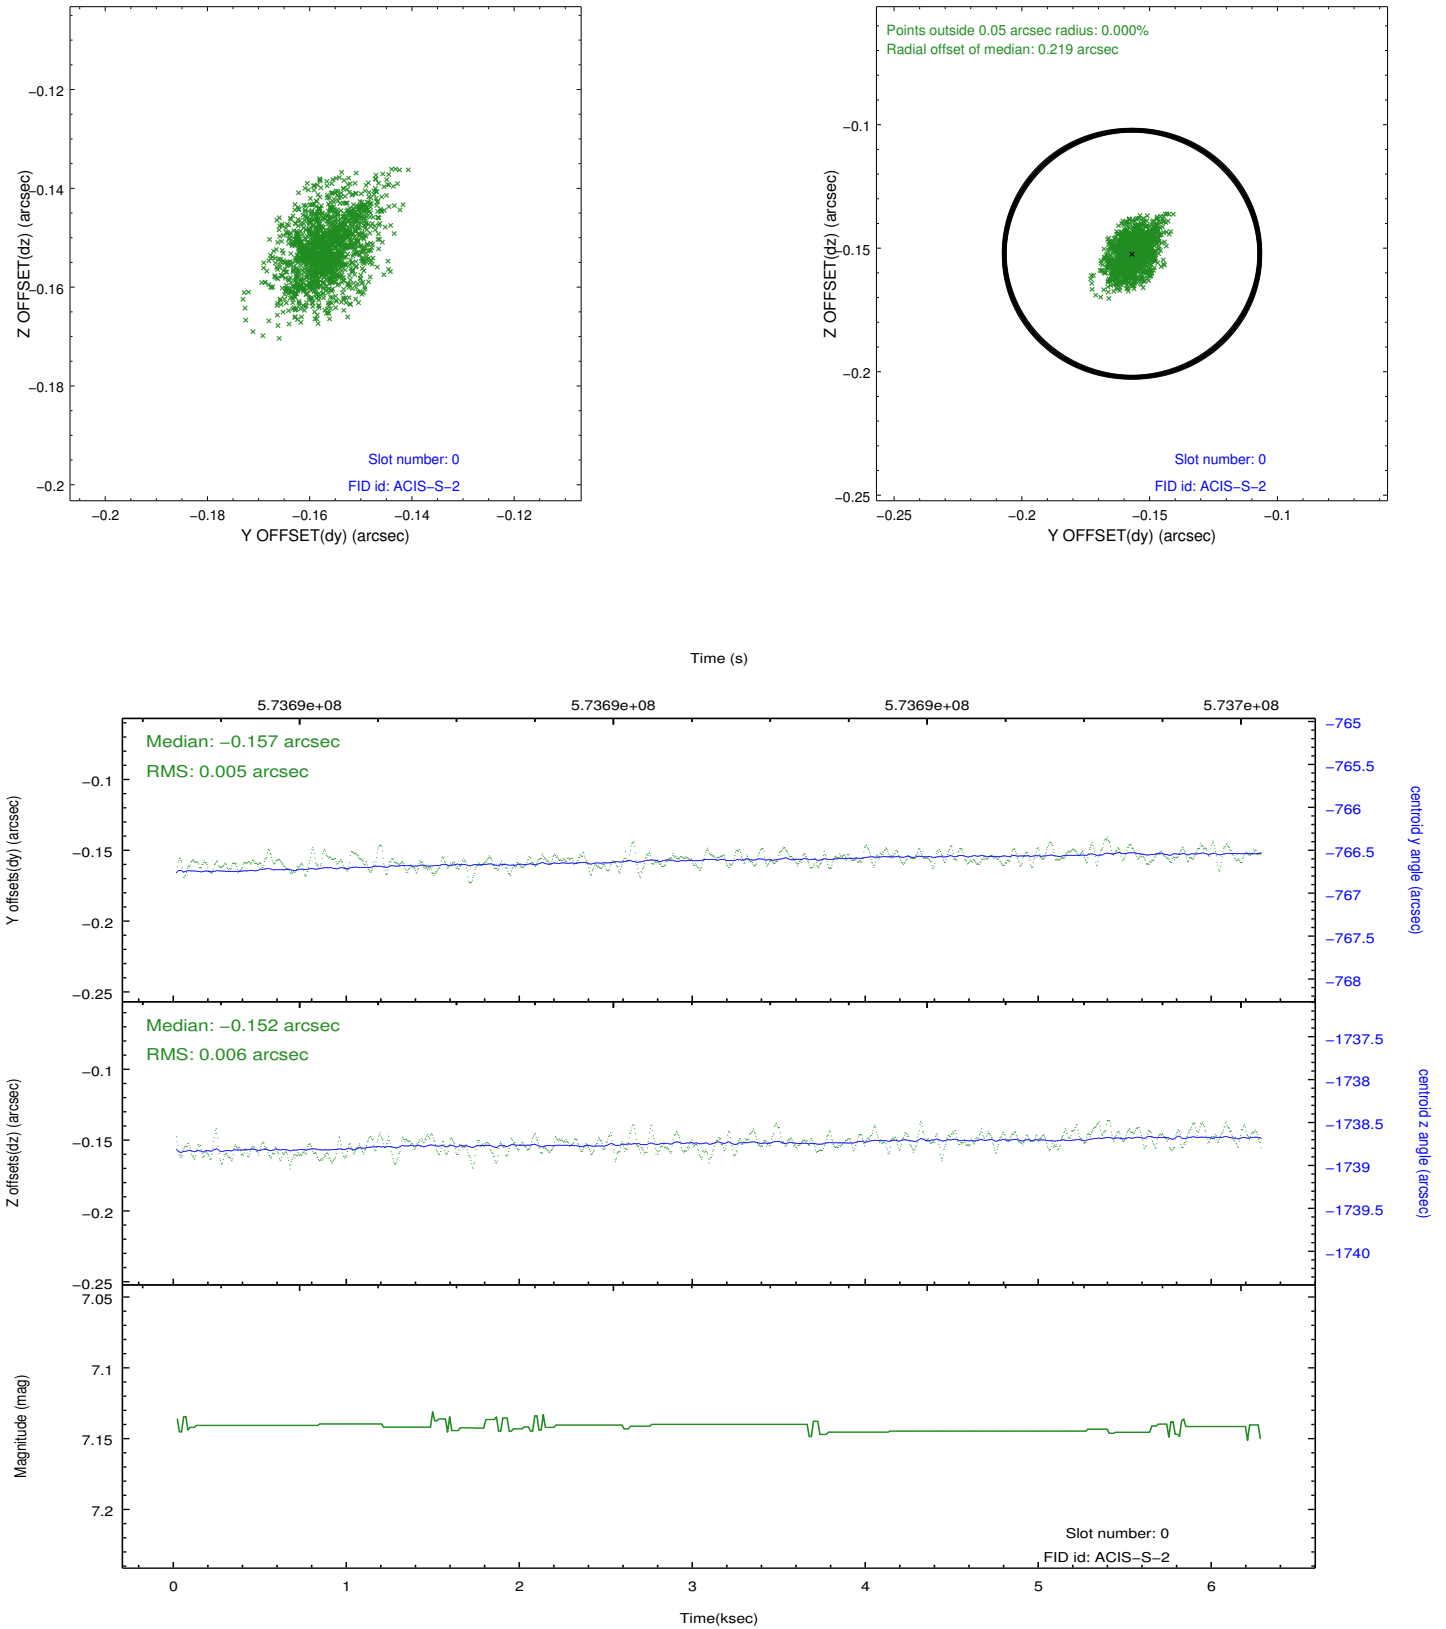 −0.12
−0.14
−0.16
−0.18
−0.2
Z OFFSET(dz) (arcsec)
Slot number: 0
FID id: ACIS−S−2
−0.2
−0.18
−0.16
−0.14
−0.12
Y OFFSET(dy) (arcsec)
Points outside 0.05 arcsec radius: 0.000%
Radial offset of median: 0.219 arcsec
−0.1
−0.15
−0.2
−0.25
Z OFFSET(dz) (arcsec)
Slot number: 0
FID id: ACIS−S−2
−0.25
−0.2
−0.15
−0.1
Y OFFSET(dy) (arcsec)
Time (s)
5.7369e+08
5.7369e+08
5.7369e+08
5.737e+08
Median: −0.157 arcsec
RMS: 0.005 arcsec
−0.1
−0.15
−0.2
−0.25
Y offsets(dy) (arcsec)
−765
−765.5
−766
−766.5
−767
−767.5
−768
centroid y angle (arcsec)
Median: −0.152 arcsec
RMS: 0.006 arcsec
−0.1
−0.15
−0.2
−0.25
Z offsets(dz) (arcsec)
−1737.5
−1738
−1738.5
−1739
−1739.5
−1740
centroid z angle (arcsec)
7.05
7.1
7.15
7.2
Magnitude (mag)
Slot number: 0
FID id: ACIS−S−2
0
1
2
3
4
5
6
Time(ksec)